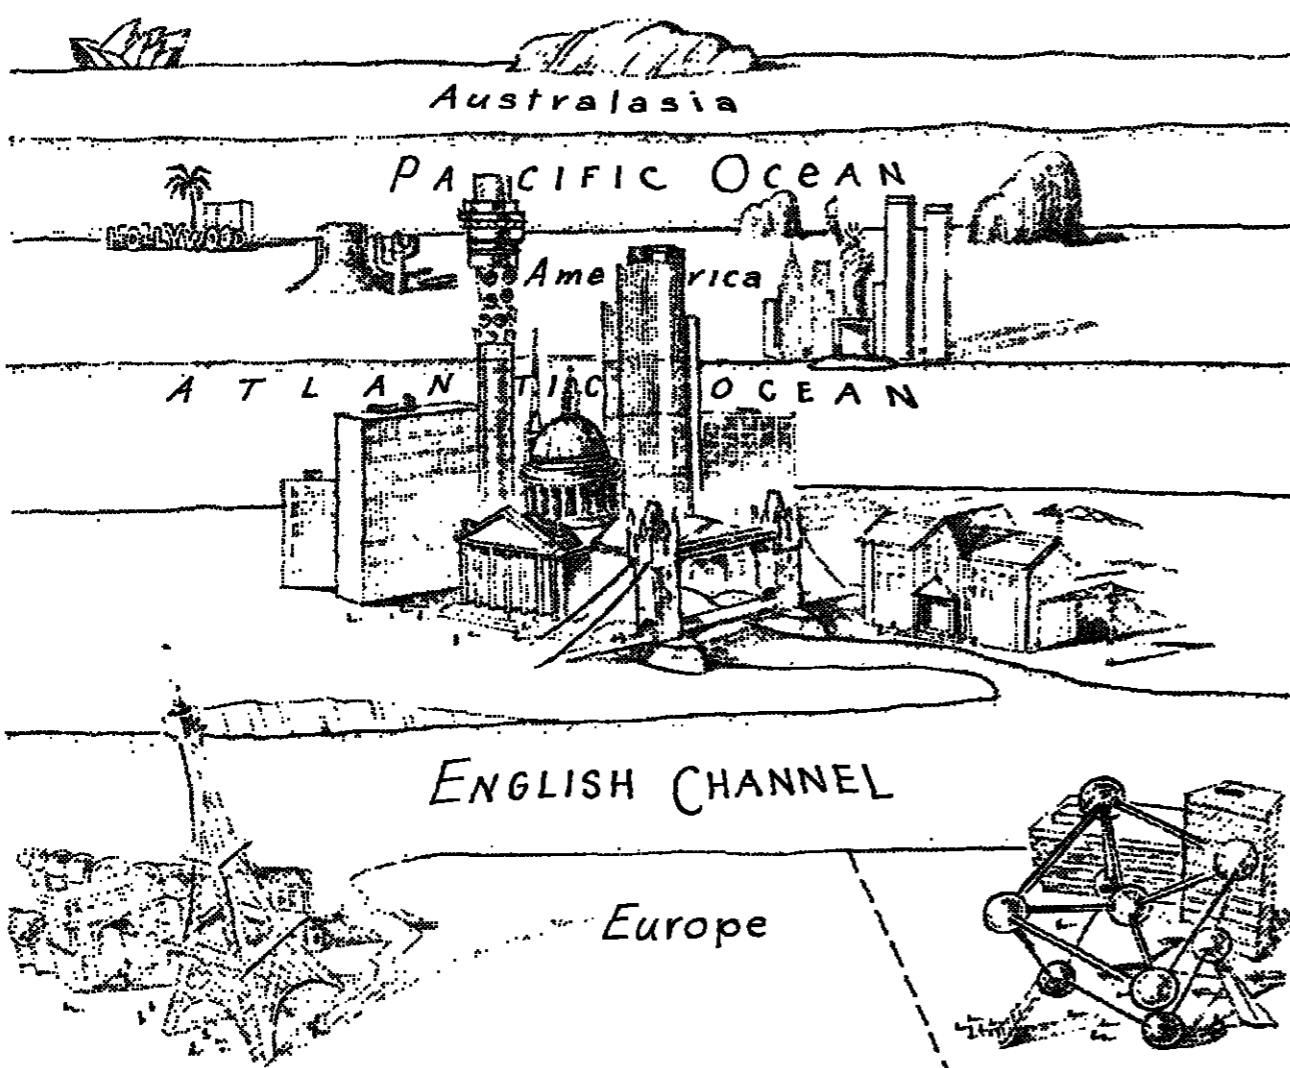 Australasia
PACIFIC OCEAN
HOLLYWOOD
America
ATLANTIC OCEAN
ENGLISH CHANNEL
Europe